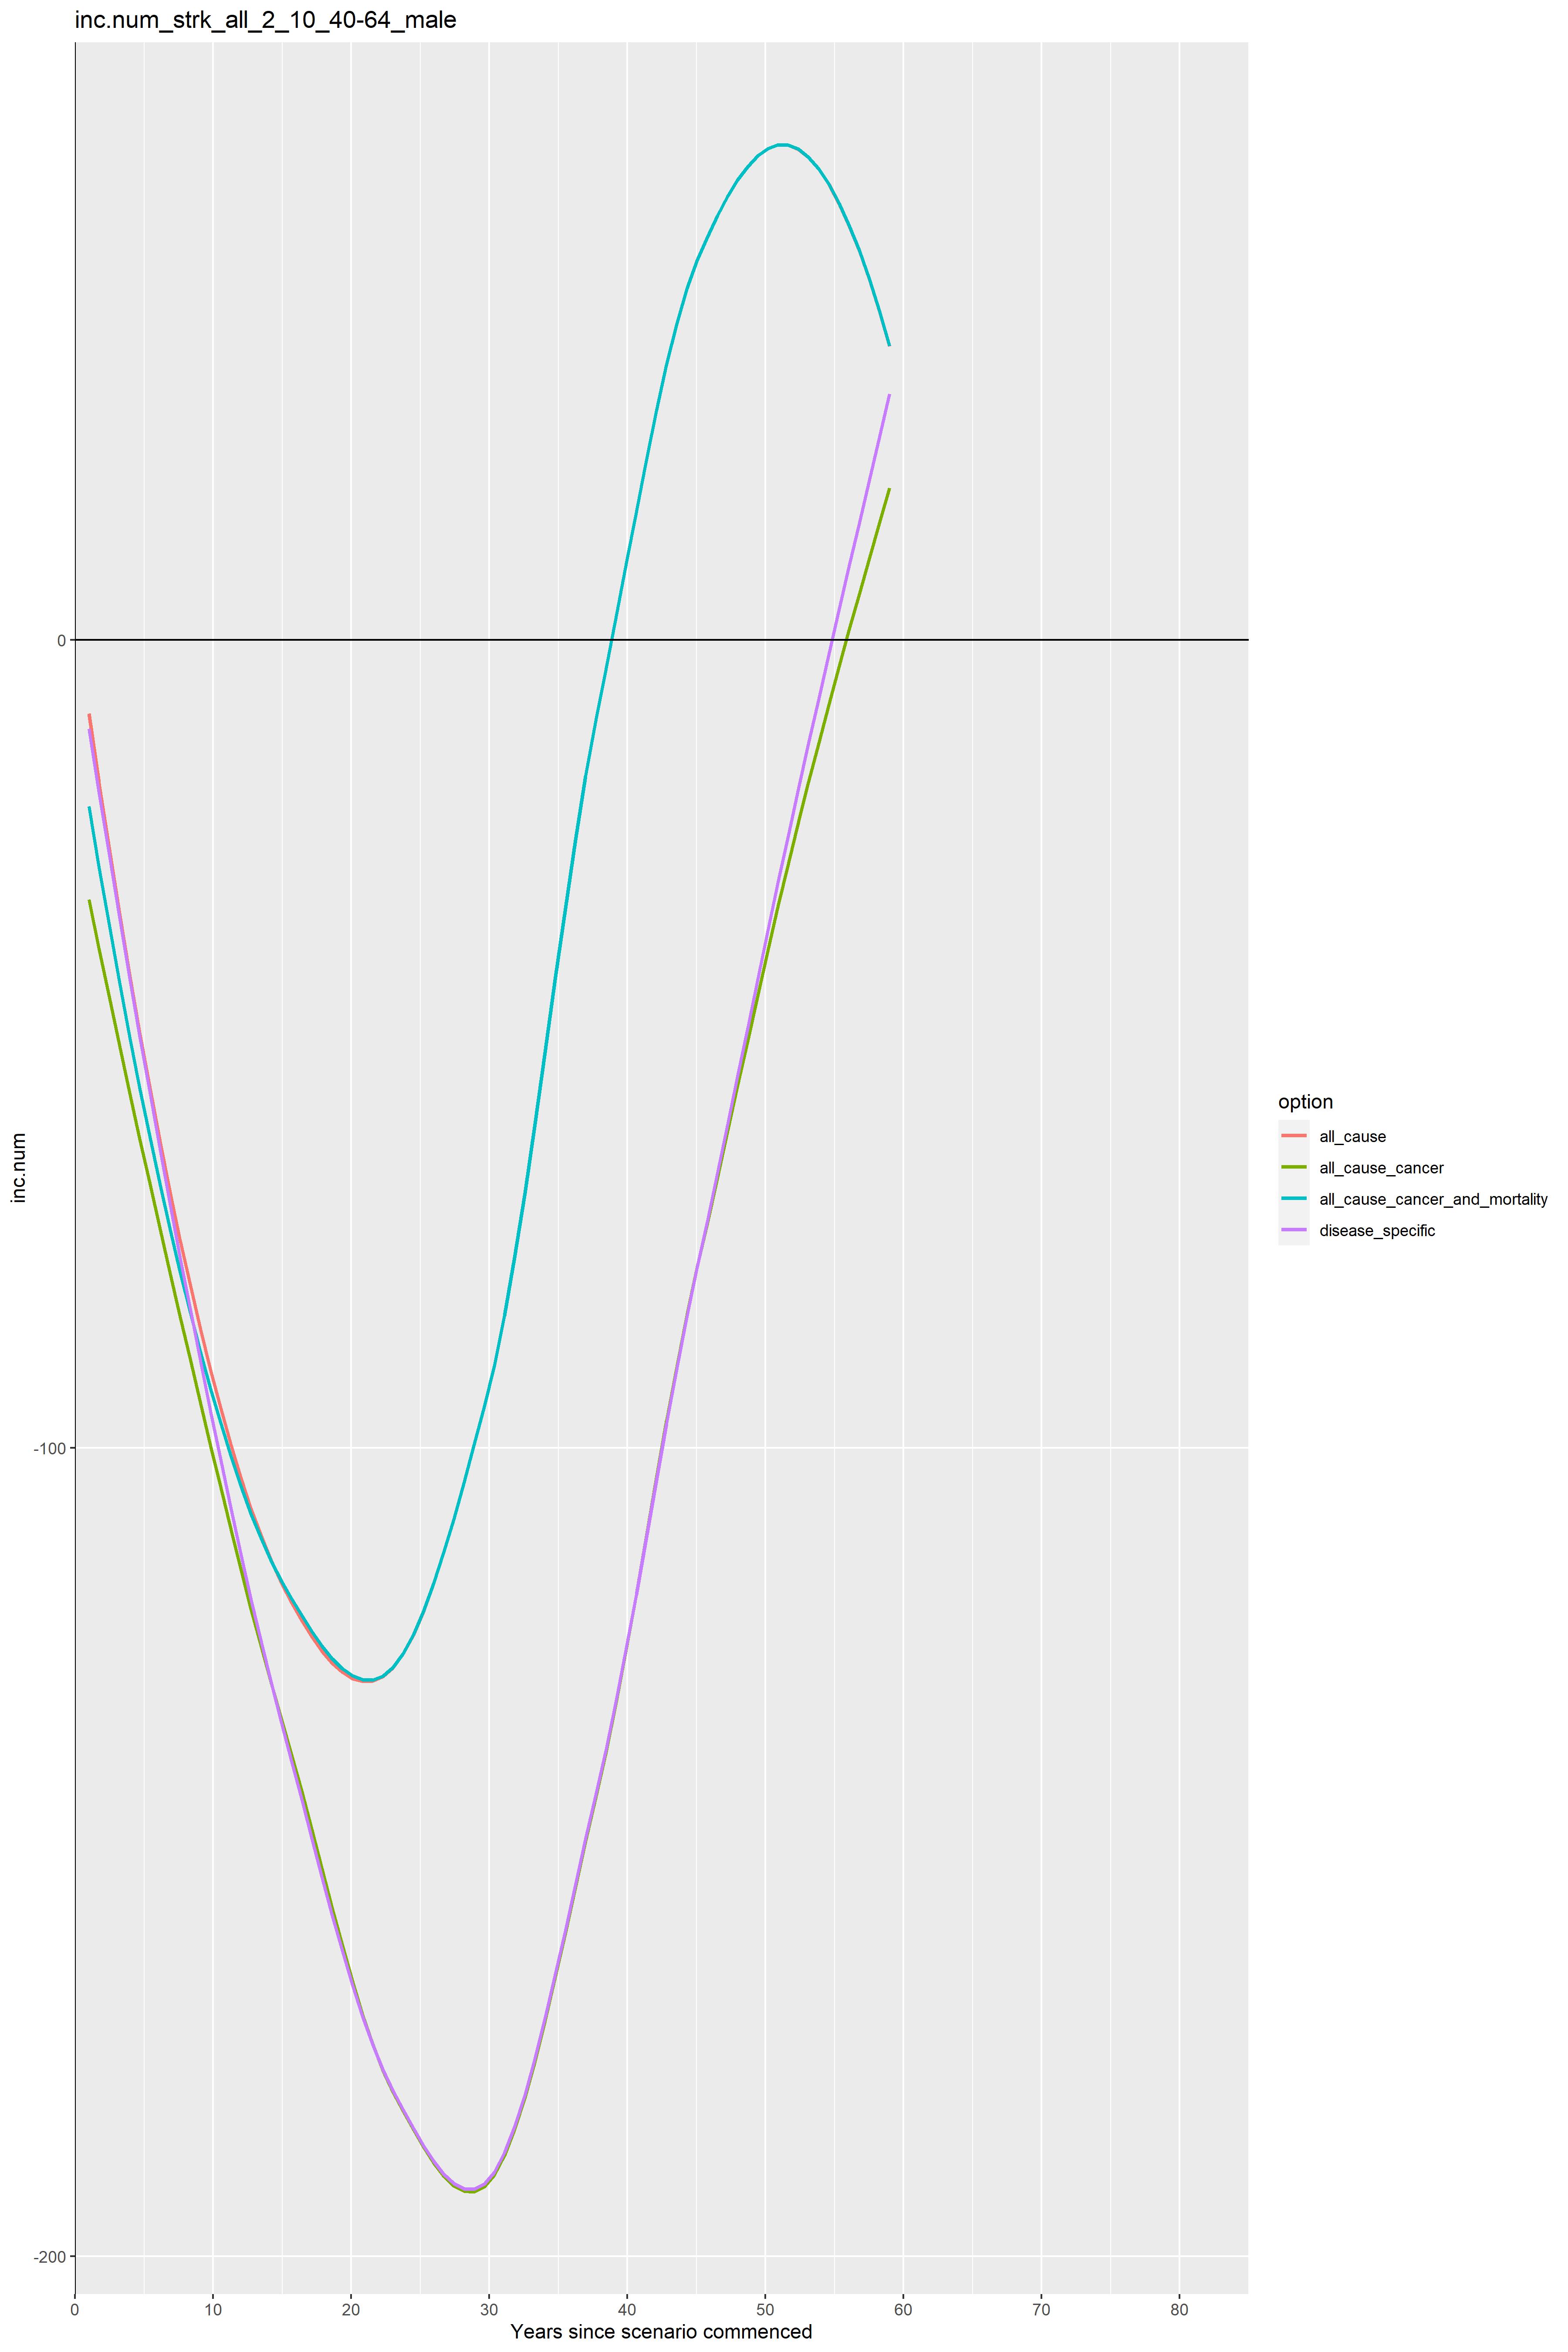 inc.num_strk_all_2_10_40-64_male
0
-100
-200
inc.num
0 10 20 30 40 50 60 70 80
Years since scenario commenced
option
all_cause
all_cause_cancer
all_cause_cancer_and_mortality
disease_specific